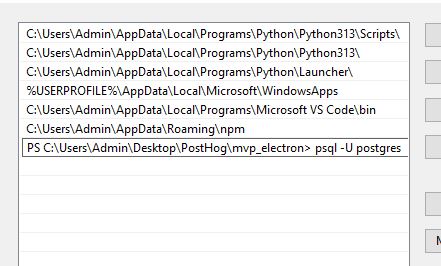 C:\Users\Admin\AppData\Local\Programs\Python\Python313\Scripts\
C:\Users\Admin\AppData\Local\Programs\Python\Python313\
C:\Users\Admin\AppData\Local\Programs\Python\Launcher\
%USERPROFILE%\AppData\Local\Microsoft\WindowsApps
C:\Users\Admin\AppData\Local\Programs\Microsoft VS Code\bin
C:\Users\Admin\AppData\Roaming\npm
PS C:\Users\Admin\Desktop\PostHog\mvp_electron> psql -U postgres